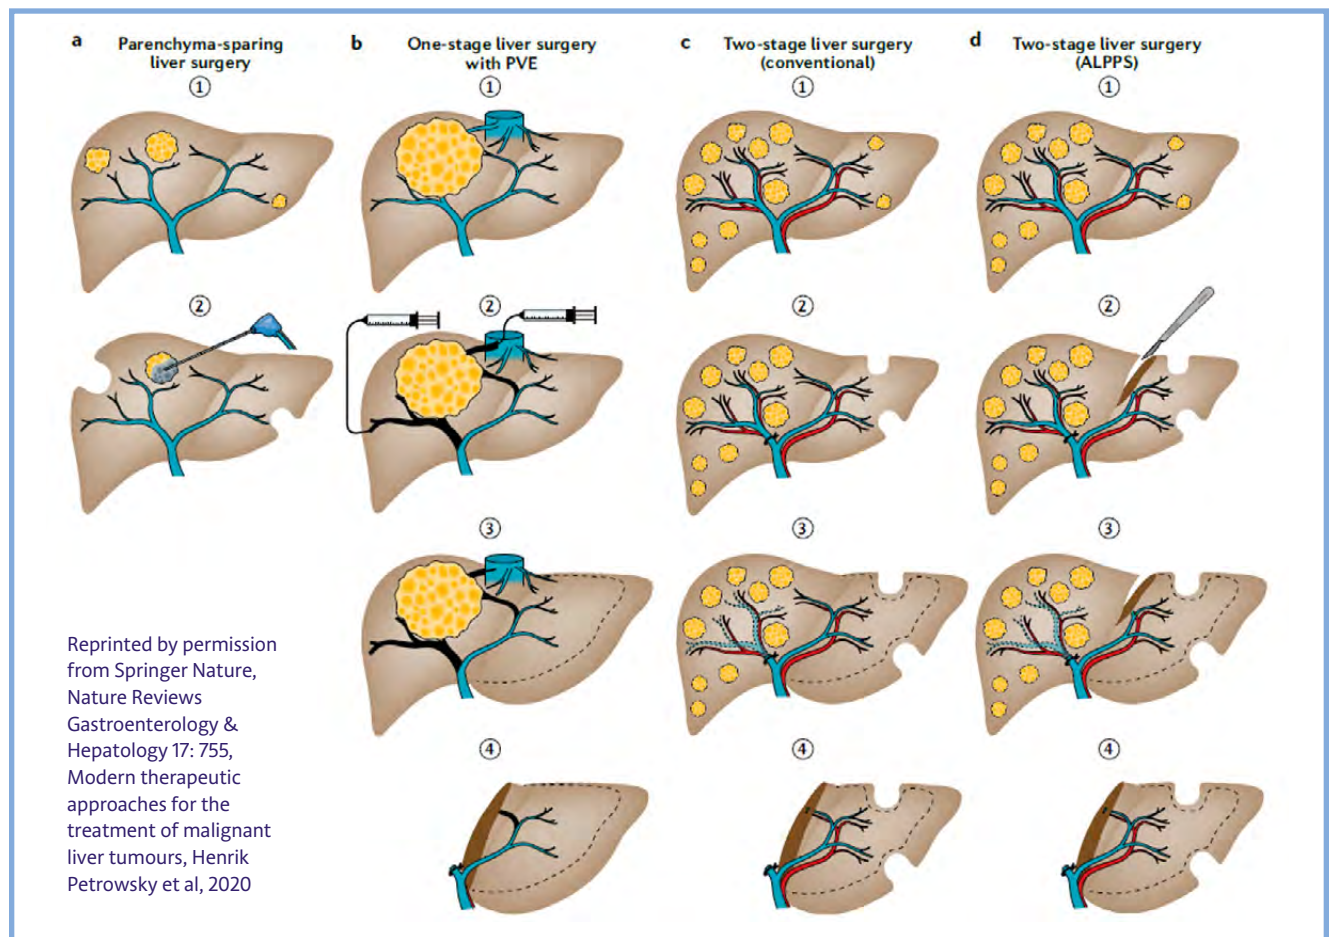 a Parenchyma-sparing
liver surgery
①
②
b One-stage liver surgery
with PVE
①
②
③
④
c Two-stage liver surgery
(conventional)
①
②
③
④
d Two-stage liver surgery
(ALPPS)
①
②
③
④
Reprinted by permission
from Springer Nature,
Nature Reviews
Gastroenterology &
Hepatology 17: 755,
Modern therapeutic
approaches for the
treatment of malignant
liver tumours, Henrik
Petrowsky et al, 2020